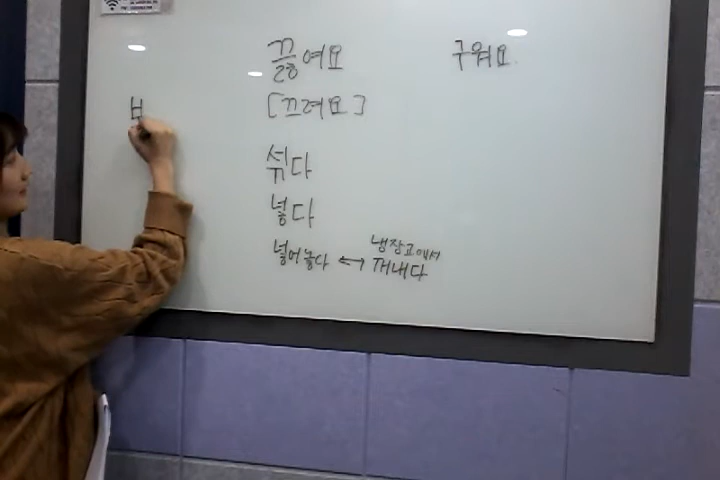 끓여요 구워요.
[끄려요]
ㅂ
섞다
넣다
넣어놓다 ↔ 냉장고에서 꺼내다